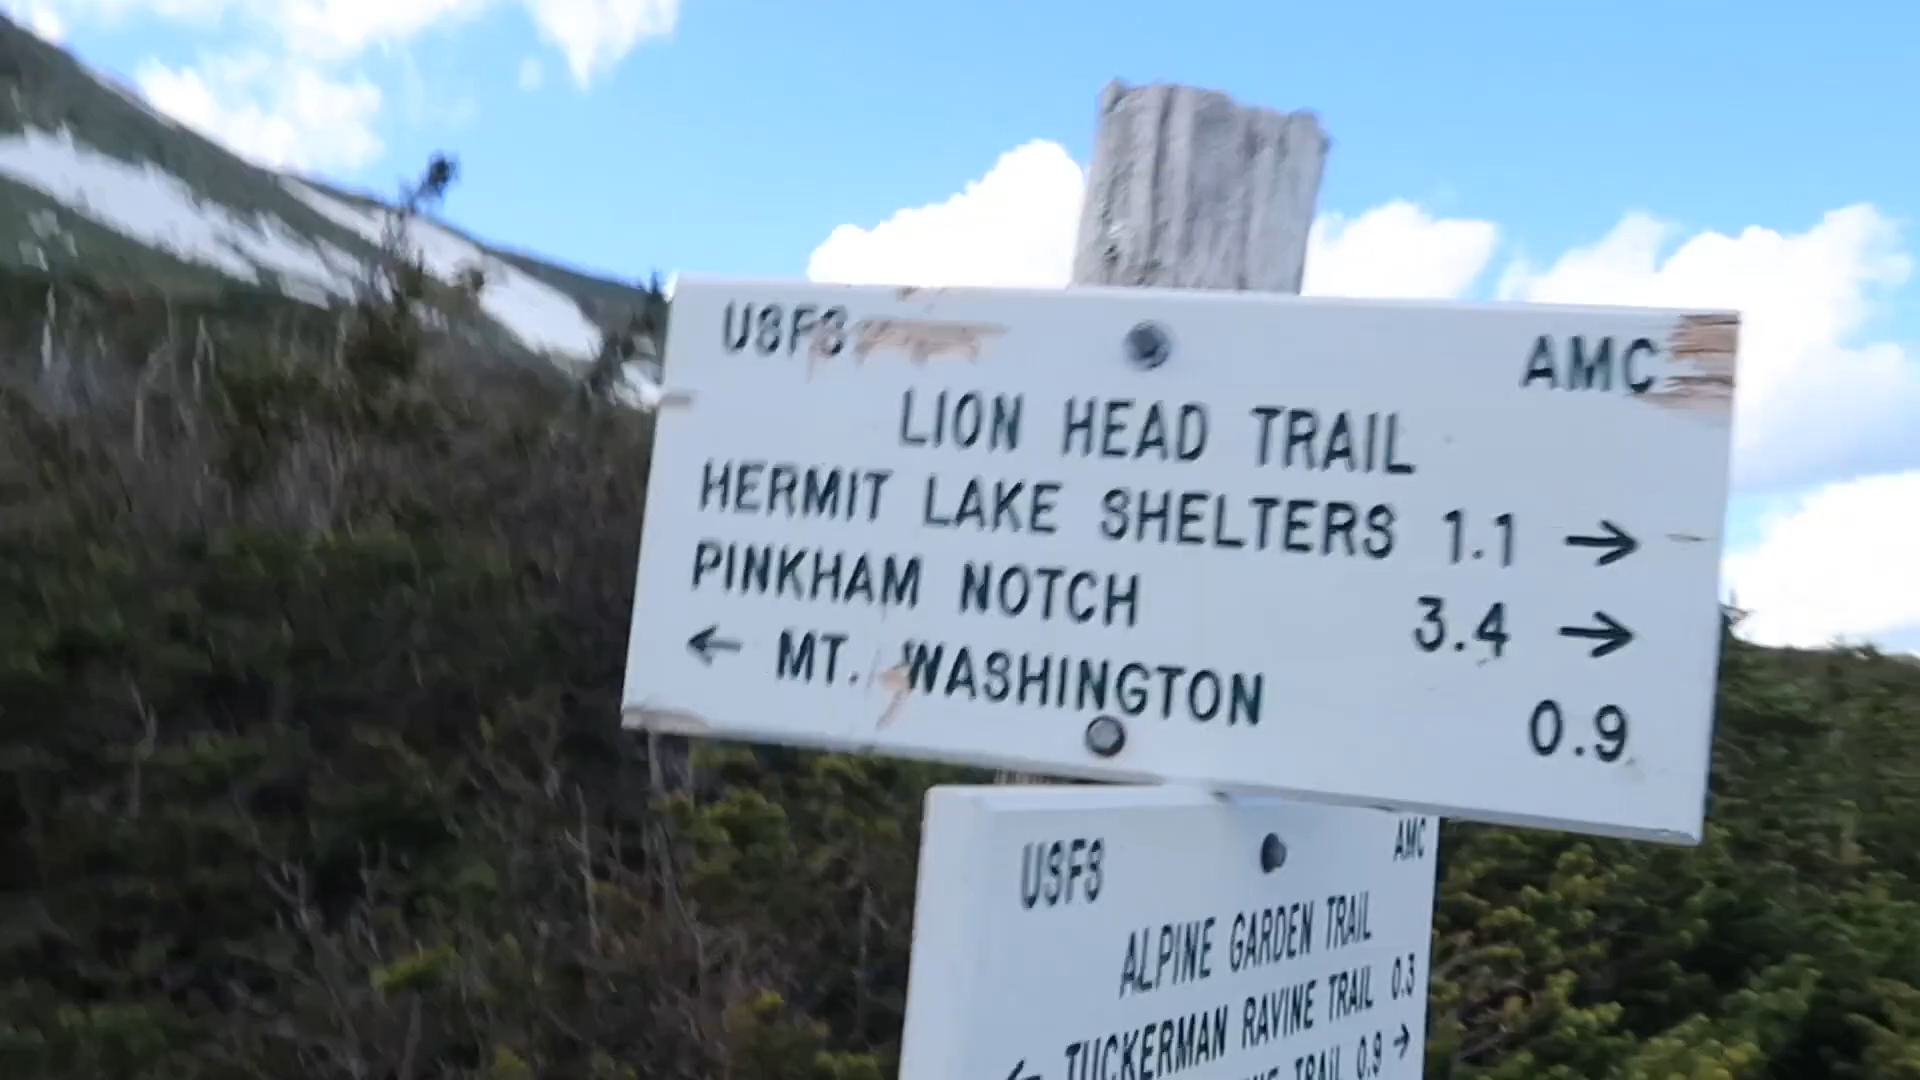 USFS AMC
LION HEAD TRAIL
HERMIT LAKE SHELTERS 1.1 →
PINKHAM NOTCH 3.4 →
← MT. WASHINGTON 0.9
USFS AMC
ALPINE GARDEN TRAIL
← TUCKERMAN RAVINE TRAIL 0.3
TRAIL 0.9 →